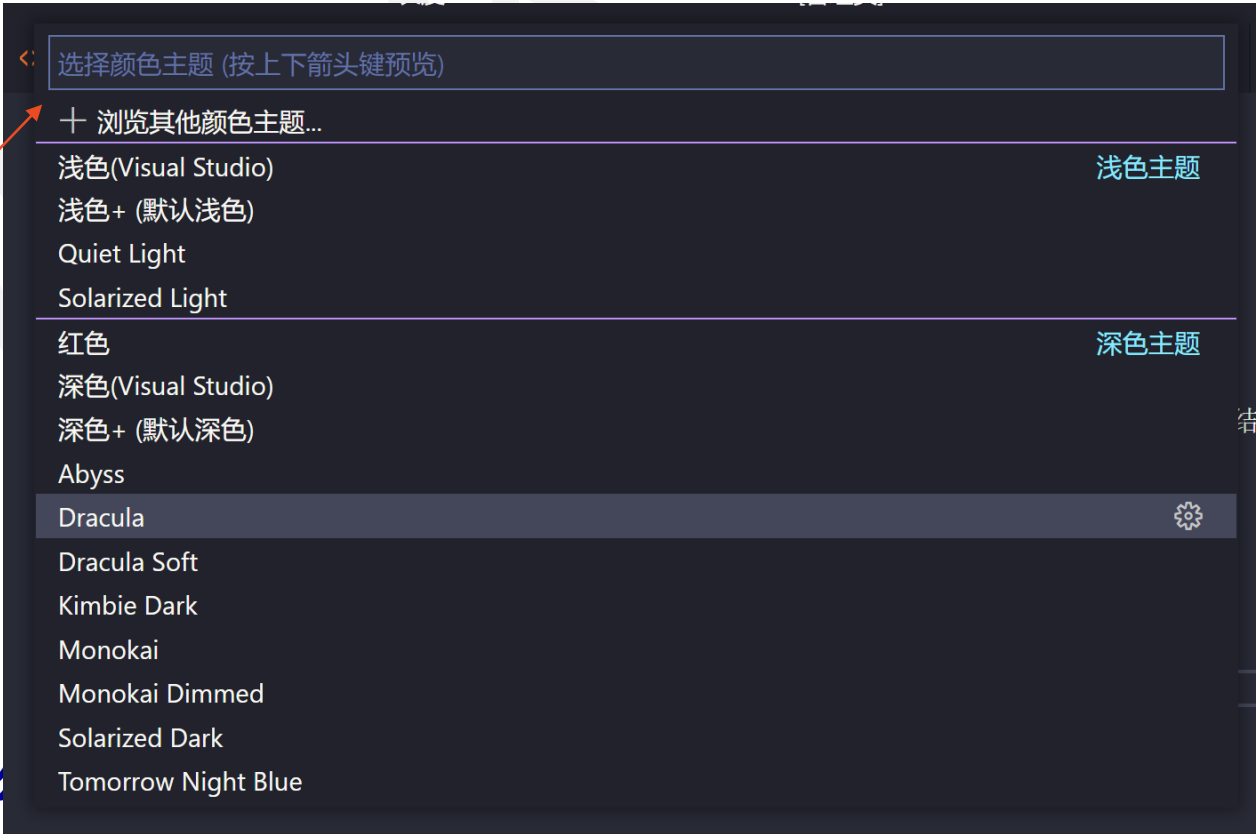 选择颜色主题 (按上下箭头键预览)
浏览其他颜色主题...
浅色(Visual Studio) 浅色主题
浅色+ (默认浅色)
Quiet Light
Solarized Light
红色 深色主题
深色(Visual Studio)
深色+ (默认深色)
Abyss
结
Dracula
Dracula Soft
Kimbie Dark
Monokai
Monokai Dimmed
Solarized Dark
Tomorrow Night Blue